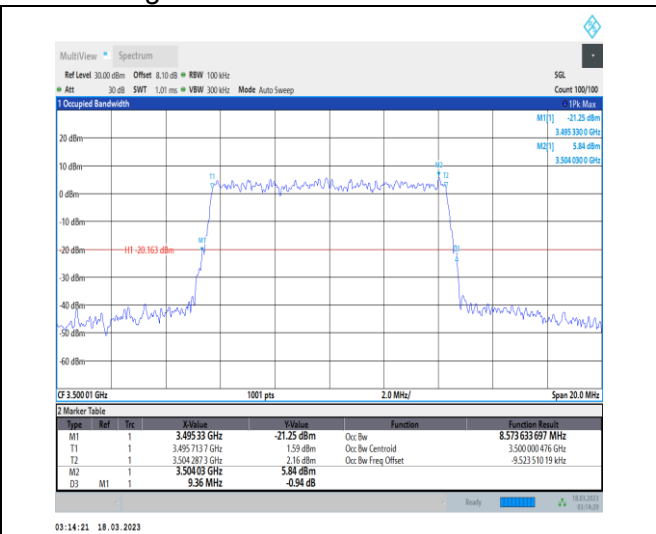 MultiView Spectrum
Ref Level 30.00 dBm Offset 8.10 dB RBW 100 kHz SGL
Att 30 dB SWT 1.01 ms VBW 300 kHz Mode Auto Sweep Count 100/100
1 Occupied Bandwidth 1Pk Max
M1[1] -21.25 dBm
3.495 330 0 GHz
M2[1] 5.84 dBm
3.504 030 0 GHz
20 dBm
10 dBm
M2
T1 T2
0 dBm
-10 dBm
M1
-20 dBm H1 -20.163 dBm D3
-30 dBm
-40 dBm
-50 dBm
-60 dBm
CF 3.500 01 GHz 1001 pts 2.0 MHz/ Span 20.0 MHz
2 Marker Table
Type Ref Trc X-Value Y-Value Function Function Result
M1 1 3.495 33 GHz -21.25 dBm Occ Bw 8.573 633 697 MHz
T1 1 3.495 713 7 GHz 1.59 dBm Occ Bw Centroid 3.500 000 476 GHz
T2 1 3.504 287 3 GHz 2.16 dBm Occ Bw Freq Offset -9.523 510 19 kHz
M2 1 3.504 03 GHz 5.84 dBm
D3 M1 1 9.36 MHz -0.94 dB
Ready 18.03.2023
03:14:20
03:14:21 18.03.2023